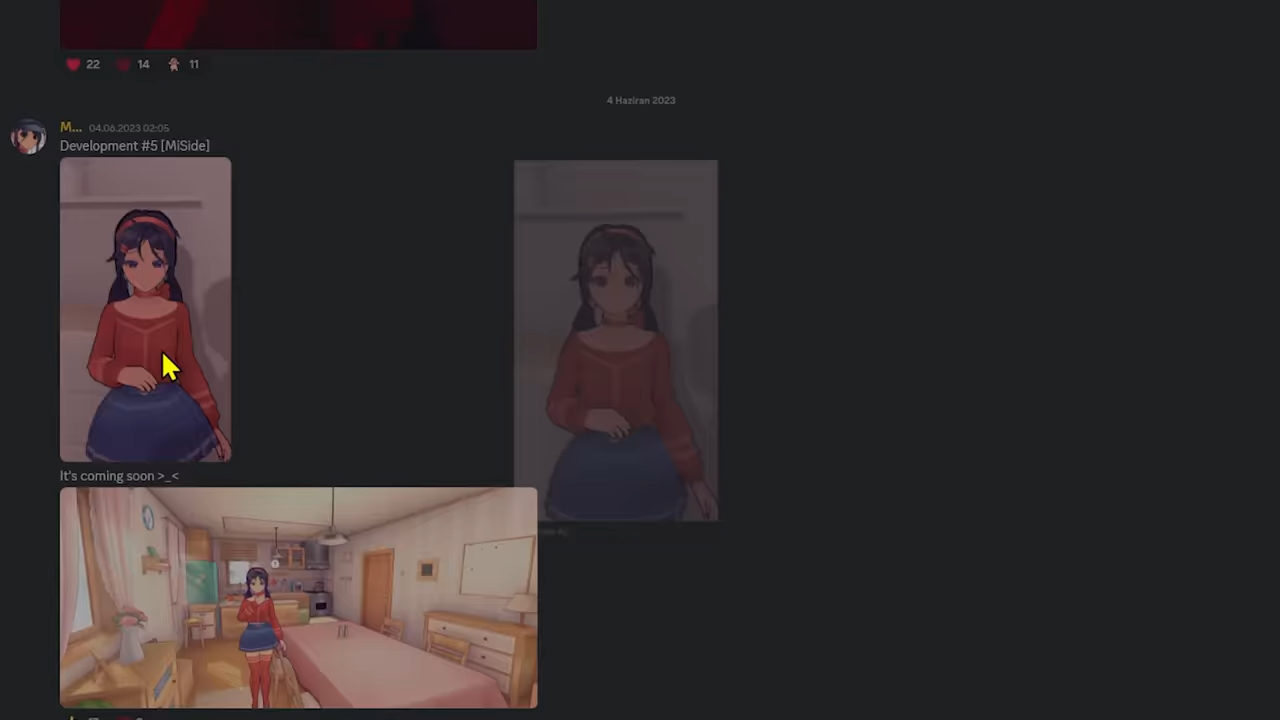 22 14 11
4 Haziran 2023
M... 04.06.2023 02:05
Development #5 [MiSide]
It's coming soon >_<